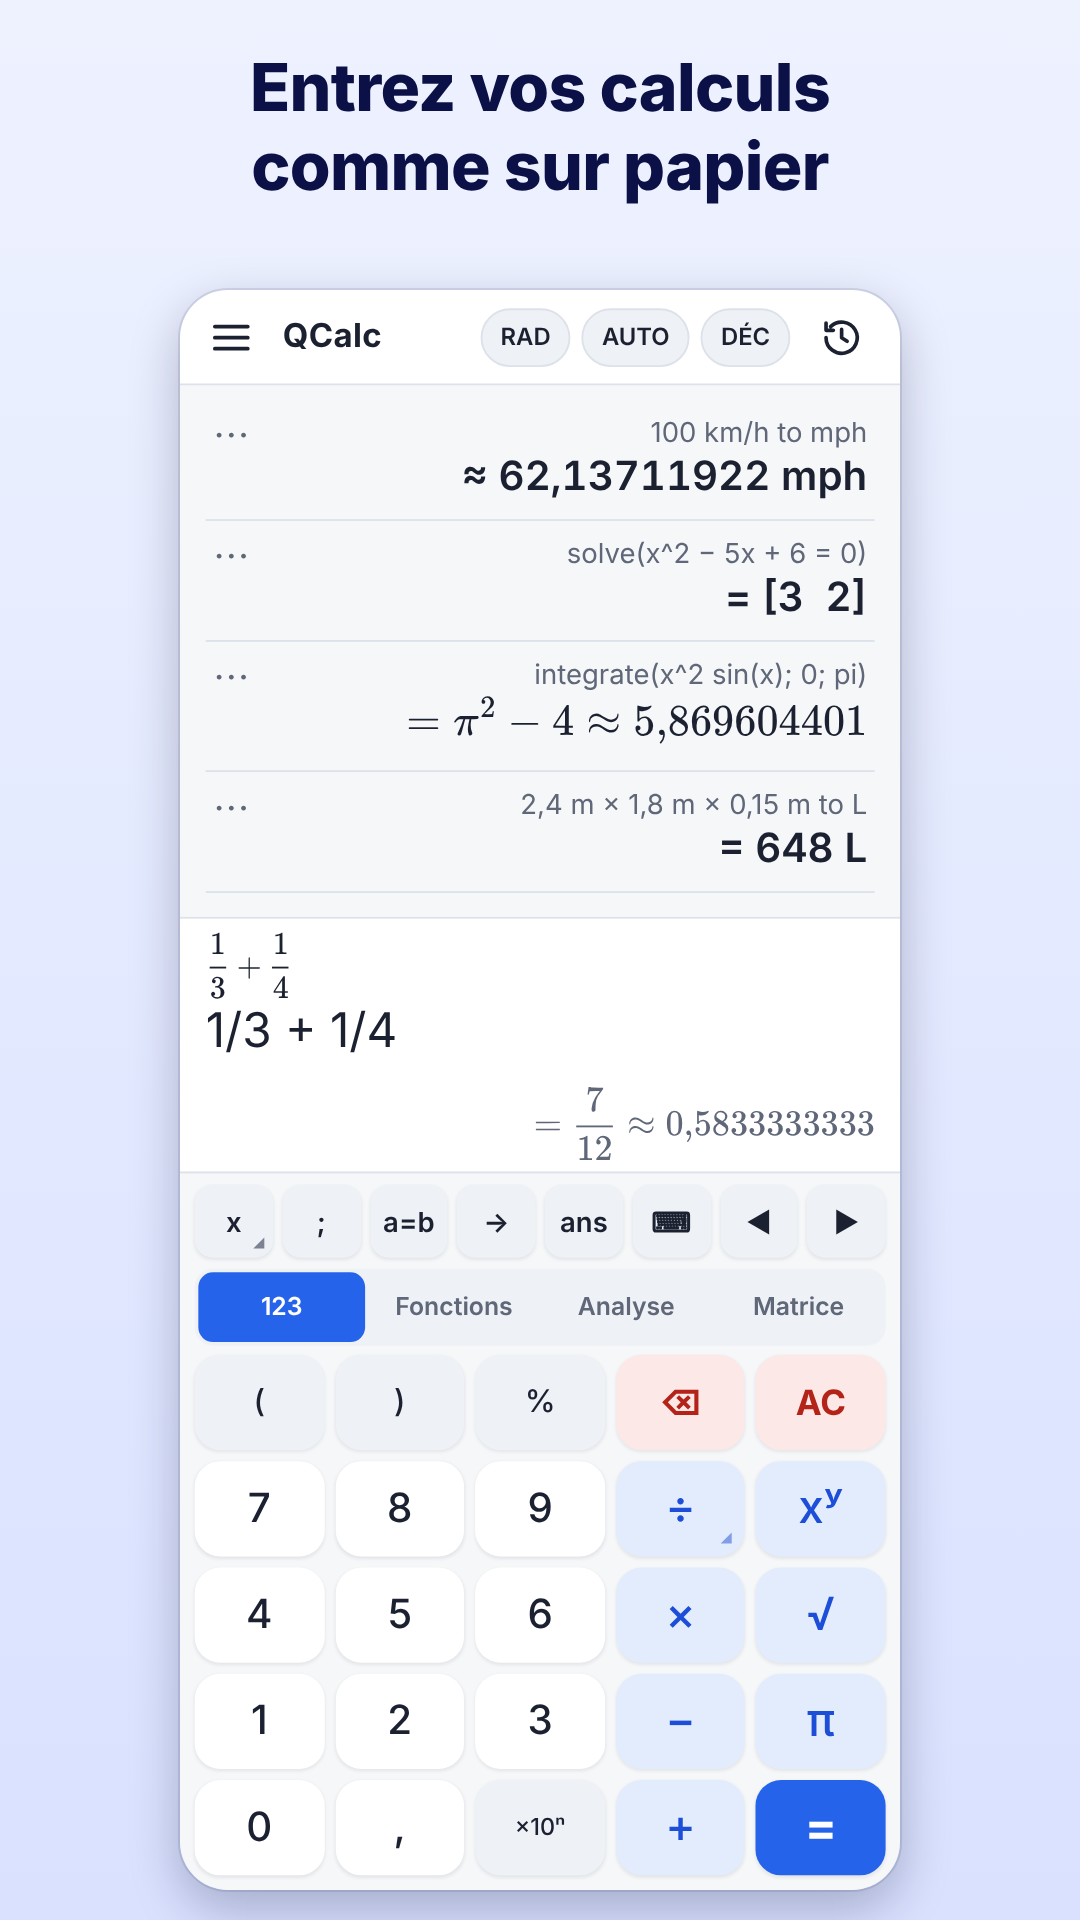 Entrez vos calculs
comme sur papier
QCalc RAD AUTO DÉC
... 100 km/h to mph
≈ 62,13711922 mph
... solve(x^2 − 5x + 6 = 0)
= [3 2]
... integrate(x^2 sin(x); 0; pi)
= π² − 4 ≈ 5,869604401
... 2,4 m × 1,8 m × 0,15 m to L
= 648 L
1/3 + 1/4
1/3 + 1/4
= 7/12 ≈ 0,5833333333
x ; a=b → ans ⌨ ◀ ▶
123 Fonctions Analyse Matrice
( ) % ⌫ AC
7 8 9 ÷ xʸ
4 5 6 × √
1 2 3 − π
0 , ×10ⁿ + =